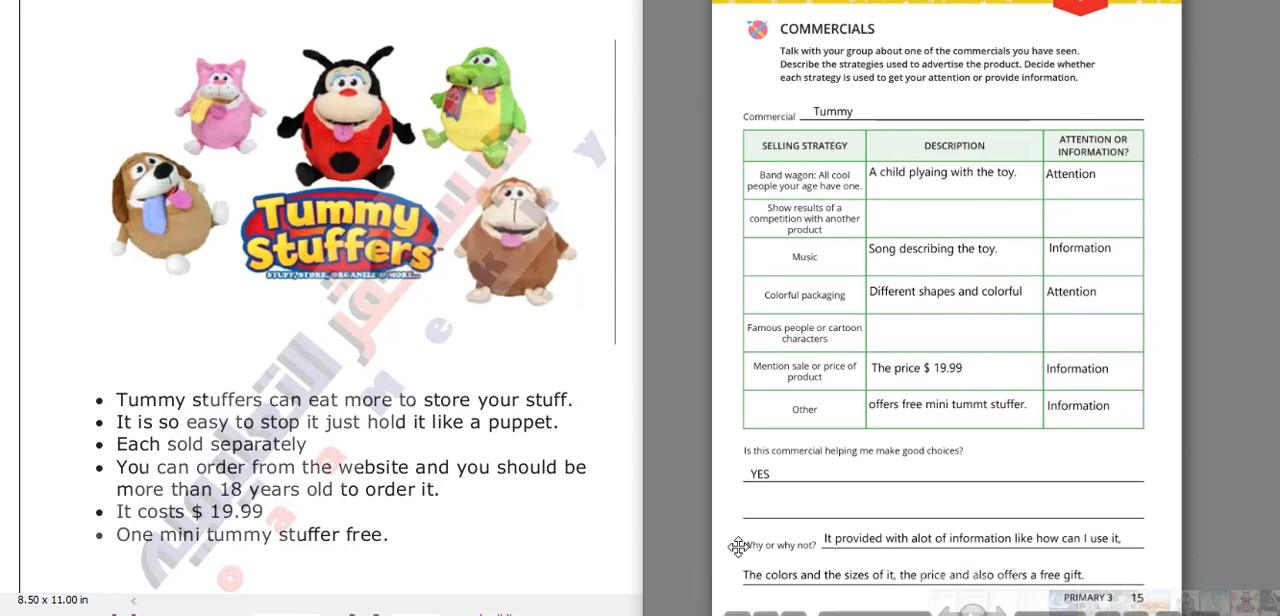 Tummy
Stuffers
STUFF, STORE, ORGANIZE & MORE...
Tummy stuffers can eat more to store your stuff.
It is so easy to stop it just hold it like a puppet.
Each sold separately
You can order from the website and you should be
more than 18 years old to order it.
It costs $ 19.99
One mini tummy stuffer free.
8.50 x 11.00 in
COMMERCIALS
Talk with your group about one of the commercials you have seen.
Describe the strategies used to advertise the product. Decide whether
each strategy is used to get your attention or provide information.
Commercial Tummy
SELLING STRATEGY DESCRIPTION ATTENTION OR
INFORMATION?
Band wagon: All cool
people your age have one.
A child plyaing with the toy.
Attention
Show results of a
competition with another
product
Music
Song describing the toy.
Information
Colorful packaging
Different shapes and colorful
Attention
Famous people or cartoon
characters
Mention sale or price of
product
The price $ 19.99
Information
Other
offers free mini tummt stuffer.
Information
Is this commercial helping me make good choices?
YES
Why or why not? It provided with alot of information like how can I use it,
The colors and the sizes of it, the price and also offers a free gift.
PRIMARY 3 15